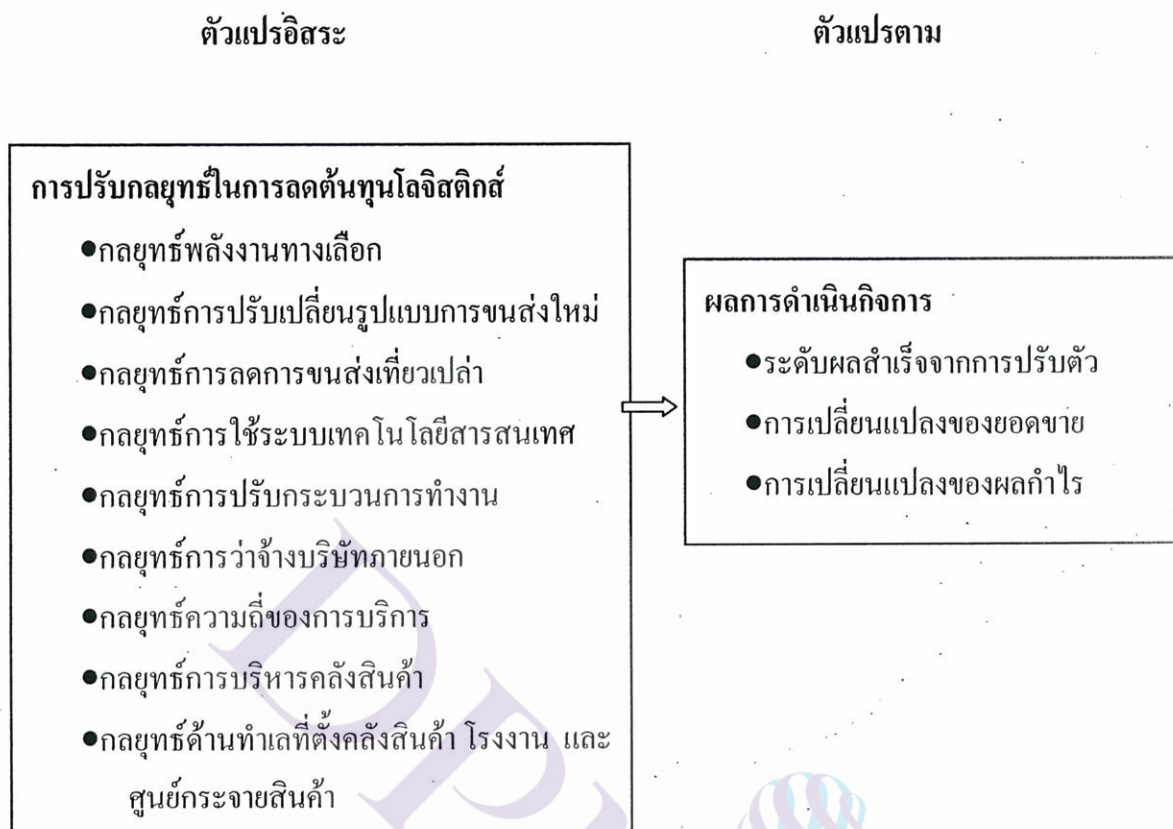 ตัวแปรอิสระ
ตัวแปรตาม
การปรับกลยุทธ์ในการลดต้นทุนโลจิสติกส์
●กลยุทธ์พลังงานทางเลือก
●กลยุทธ์การปรับเปลี่ยนรูปแบบการขนส่งใหม่
●กลยุทธ์การลดการขนส่งเที่ยวเปล่า
●กลยุทธ์การใช้ระบบเทคโนโลยีสารสนเทศ
●กลยุทธ์การปรับกระบวนการทำงาน
●กลยุทธ์การว่าจ้างบริษัทภายนอก
●กลยุทธ์ความถี่ของการบริการ
●กลยุทธ์การบริหารคลังสินค้า
●กลยุทธ์ด้านทำเลที่ตั้งคลังสินค้า โรงงาน และ
ศูนย์กระจายสินค้า
ผลการดำเนินกิจการ
●ระดับผลสำเร็จจากการปรับตัว
●การเปลี่ยนแปลงของยอดขาย
●การเปลี่ยนแปลงของผลกำไร